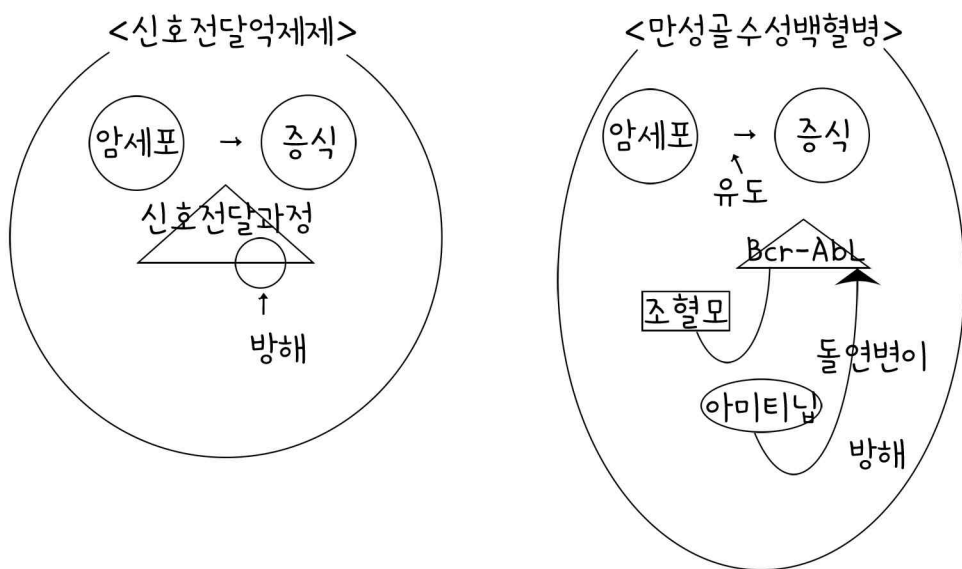 <신호전달억제제>
암세포 → 증식
신호전달과정
↑
방해
<만성골수성백혈병>
암세포 → 증식
↖
유도
Bcr-AbL
조혈모
돌연변이
아미티닙
방해